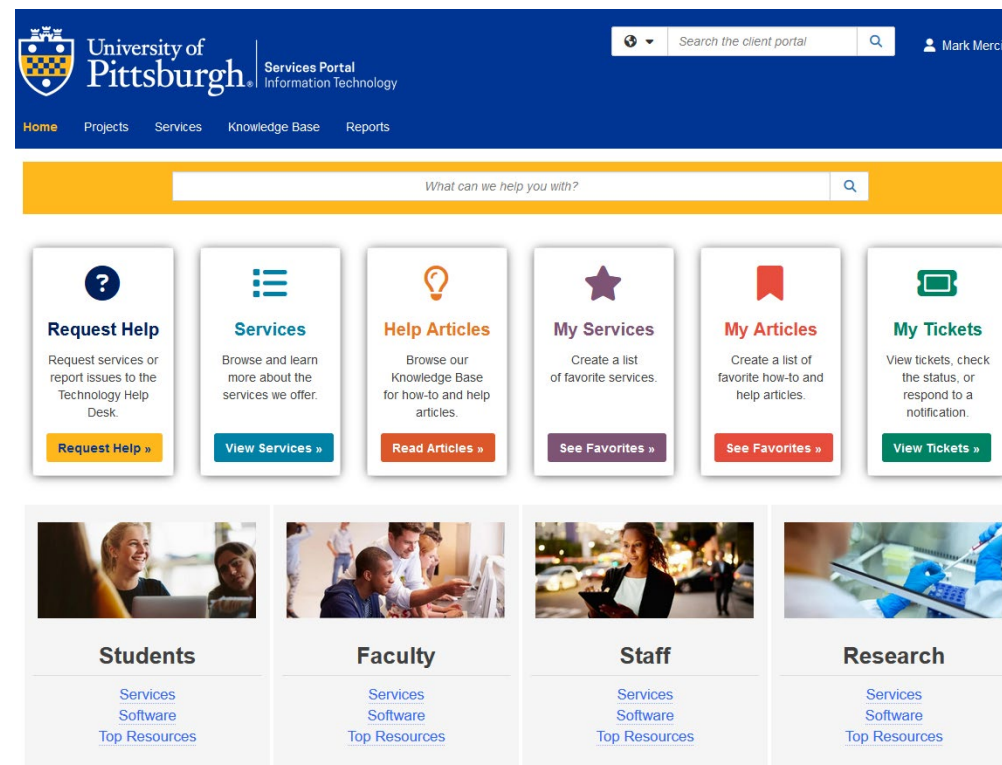 University of
Pittsburgh®
Services Portal
Information Technology
Search the client portal
Mark Merci
Home Projects Services Knowledge Base Reports
What can we help you with?
Request Help
Request services or
report issues to the
Technology Help
Desk.
Request Help »
Services
Browse and learn
more about the
services we offer.
View Services »
Help Articles
Browse our
Knowledge Base
for how-to and help
articles.
Read Articles »
My Services
Create a list
of favorite services.
See Favorites »
My Articles
Create a list of
favorite how-to and
help articles.
See Favorites »
My Tickets
View tickets, check
the status, or
respond to a
notification.
View Tickets »
Students
Services
Software
Top Resources
Faculty
Services
Software
Top Resources
Staff
Services
Software
Top Resources
Research
Services
Software
Top Resources